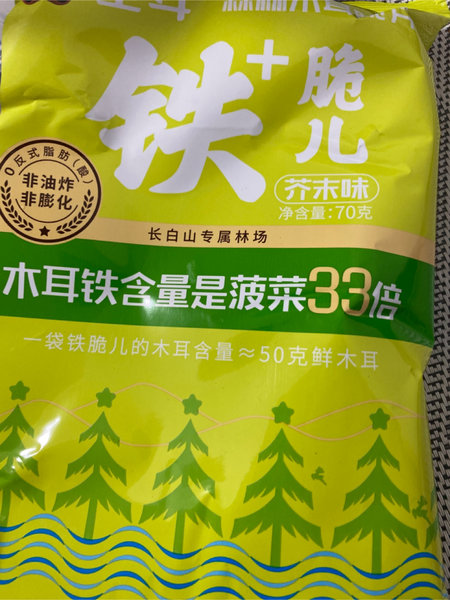 铁+
脆
儿
0反式脂肪(酸)
非油炸
非膨化
芥末味
净含量:70克
长白山专属林场
木耳铁含量是菠菜33倍
一袋铁脆儿的木耳含量≈50克鲜木耳